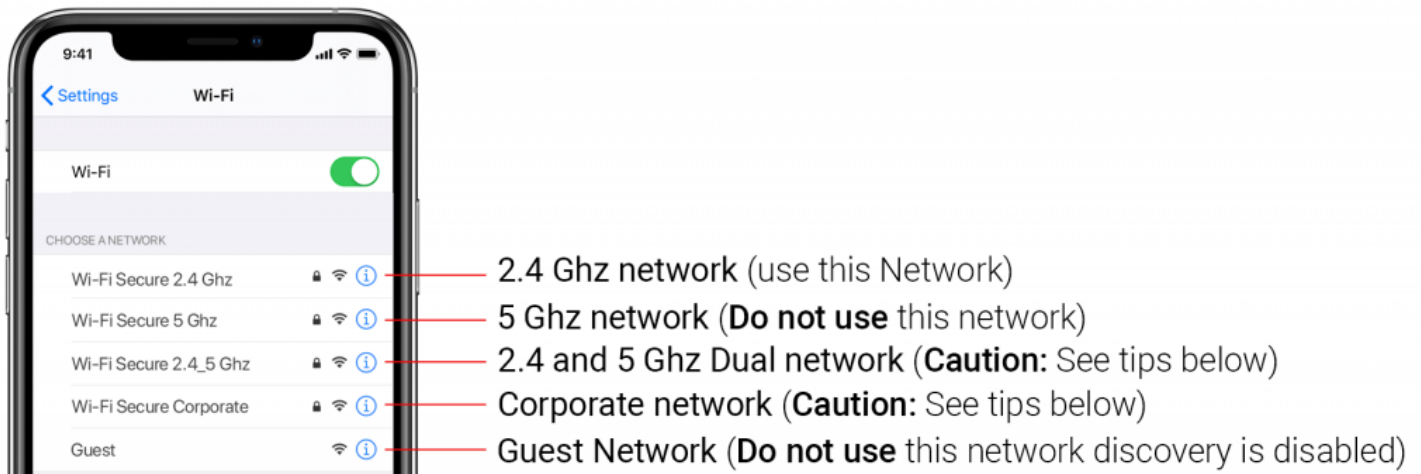 9:41
Settings Wi-Fi
Wi-Fi
CHOOSE A NETWORK
Wi-Fi Secure 2.4 Ghz 2.4 Ghz network (use this Network)
Wi-Fi Secure 5 Ghz 5 Ghz network (Do not use this network)
Wi-Fi Secure 2.4_5 Ghz 2.4 and 5 Ghz Dual network (Caution: See tips below)
Wi-Fi Secure Corporate Corporate network (Caution: See tips below)
Guest Guest Network (Do not use this network discovery is disabled)